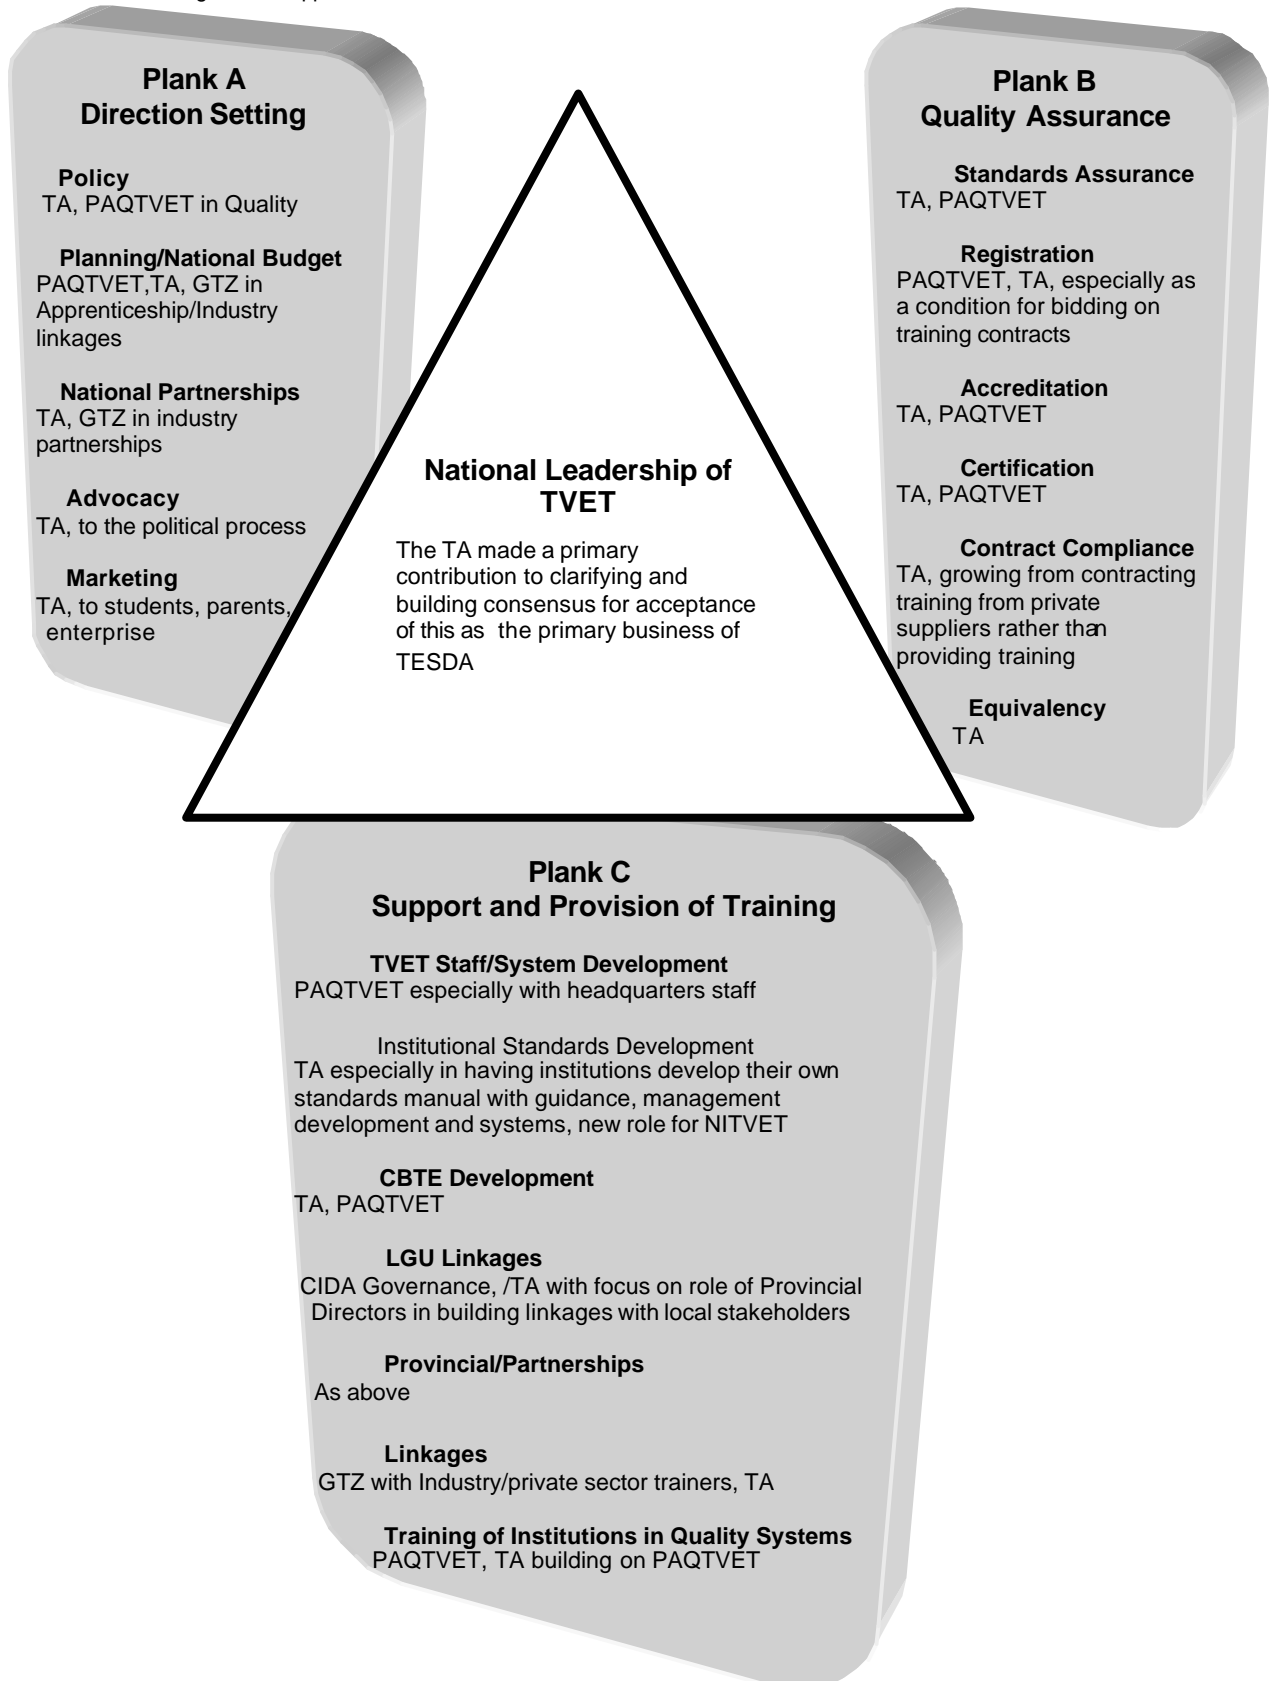 Plank A
Direction Setting
Policy
TA, PAQTVET in Quality
Planning/National Budget
PAQTVET,TA, GTZ in
Apprenticeship/Industry
linkages
National Partnerships
TA, GTZ in industry
partnerships
Advocacy
TA, to the political process
Marketing
TA, to students, parents,
enterprise
National Leadership of
TVET
The TA made a primary
contribution to clarifying and
building consensus for acceptance
of this as the primary business of
TESDA
Plank B
Quality Assurance
Standards Assurance
TA, PAQTVET
Registration
PAQTVET, TA, especially as
a condition for bidding on
training contracts
Accreditation
TA, PAQTVET
Certification
TA, PAQTVET
Contract Compliance
TA, growing from contracting
training from private
suppliers rather than
providing training
Equivalency
TA
Plank C
Support and Provision of Training
TVET Staff/System Development
PAQTVET especially with headquarters staff
Institutional Standards Development
TA especially in having institutions develop their own
standards manual with guidance, management
development and systems, new role for NITVET
CBTE Development
TA, PAQTVET
LGU Linkages
CIDA Governance, /TA with focus on role of Provincial
Directors in building linkages with local stakeholders
Provincial/Partnerships
As above
Linkages
GTZ with Industry/private sector trainers, TA
Training of Institutions in Quality Systems
PAQTVET, TA building on PAQTVET